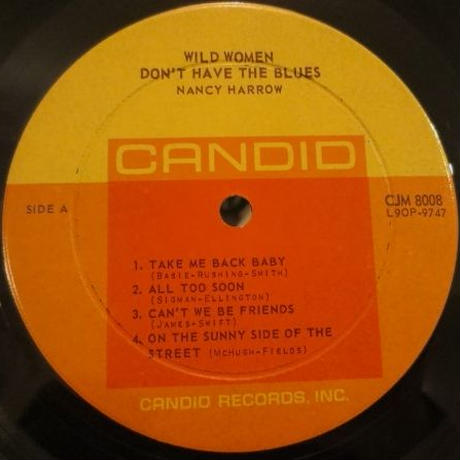 WILD WOMEN
DON'T HAVE THE BLUES
NANCY HARROW
CANDID
SIDE A
CJM 8008
L9OP-9747
1. TAKE ME BACK BABY
(BASIE-RUSHING-SMITH)
2. ALL TOO SOON
(SIGMAN-ELLINGTON)
3. CAN'T WE BE FRIENDS
(JAMES-SWIFT)
4. ON THE SUNNY SIDE OF THE
STREET (MCHUGH-FIELDS)
CANDID RECORDS, INC.